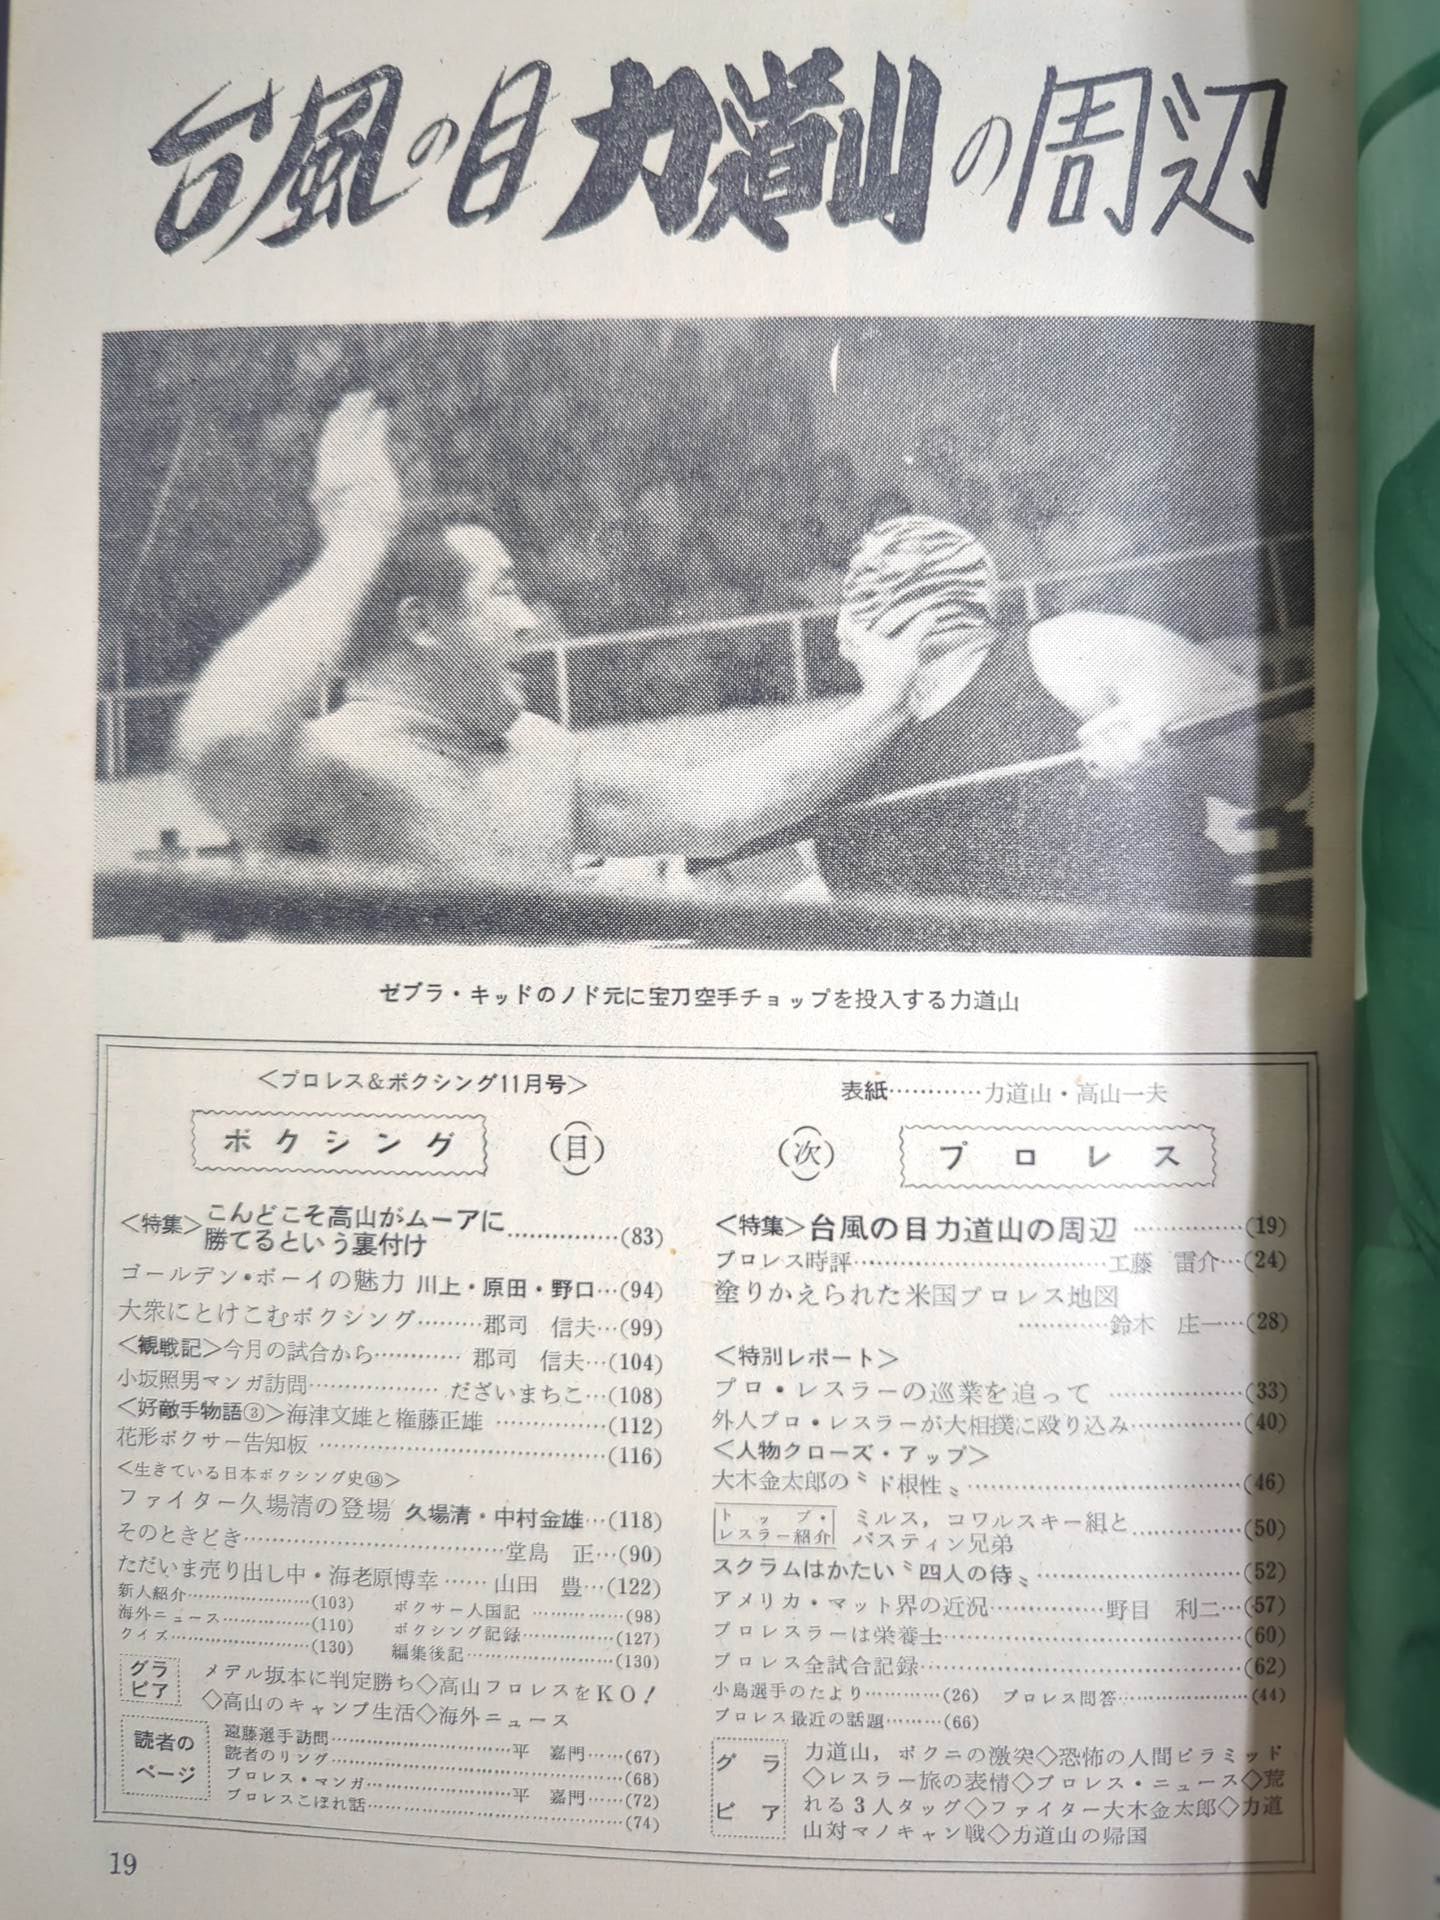 台風の目力道山の周辺
ゼブラ・キッドのノド元に宝刀空手チョップを投入する力道山
＜プロレス＆ボクシング11月号＞
表紙…………力道山・高山一夫
ボクシング
(目)
(次)
プロレス
＜特集＞こんどこそ高山がムーアに
勝てるという裏付け……………(83)
ゴールデン・ボーイの魅力 川上・原田・野口…(94)
大衆にとけこむボクシング………郡司 信夫…(99)
＜観戦記＞今月の試合から…………郡司 信夫…(104)
小坂照男マンガ訪問………………だざいまちこ…(108)
＜好敵手物語③＞海津文雄と権藤正雄……………(112)
花形ボクサー告知板………………………………(116)
＜生きている日本ボクシング史⑱＞
ファイター久場清の登場 久場清・中村金雄…(118)
そのときどき………………………………堂島 正…(90)
ただいま売り出し中・海老原博幸……山田 豊…(122)
新人紹介…………………(103)
ボクサー人国記…………(98)
海外ニュース……………(110)
ボクシング記録…………(127)
クイズ……………………(130)
編集後記…………………(130)
グラ
ピア
メデル坂本に判定勝ち◇高山フロレスをＫＯ！
◇高山のキャンプ生活◇海外ニュース
読者の
ページ
遠藤選手訪問…………………………平 嘉門……(67)
読者のリング………………………………………(68)
プロレス・マンガ……………………平 嘉門……(72)
プロレスこぼれ話…………………………………(74)
＜特集＞台風の目力道山の周辺……………(19)
プロレス時評………………………………工藤 雷介…(24)
塗りかえられた米国プロレス地図
…………鈴木 庄一…(28)
＜特別レポート＞
プロ・レスラーの巡業を追って………………(33)
外人プロ・レスラーが大相撲に殴り込み……………(40)
＜人物クローズ・アップ＞
大木金太郎の〝ド根性〟………………………………(46)
トップ・
レスラー紹介
ミルス，コワルスキー組と
バスティン兄弟……………(50)
スクラムはかたい〝四人の侍〟………………………(52)
アメリカ・マット界の近況……………野目 利二…(57)
プロレスラーは栄養士……………………………………(60)
プロレス全試合記録………………………………………(62)
小島選手のたより…………(26)
プロレス問答…………………(44)
プロレス最近の話題………(66)
グラ
ピア
力道山，ボクニの激突◇恐怖の人間ピラミッド
◇レスラー旅の表情◇プロレス・ニュース◇荒
れる３人タッグ◇ファイター大木金太郎◇力道
山対マノキャン戦◇力道山の帰国
19